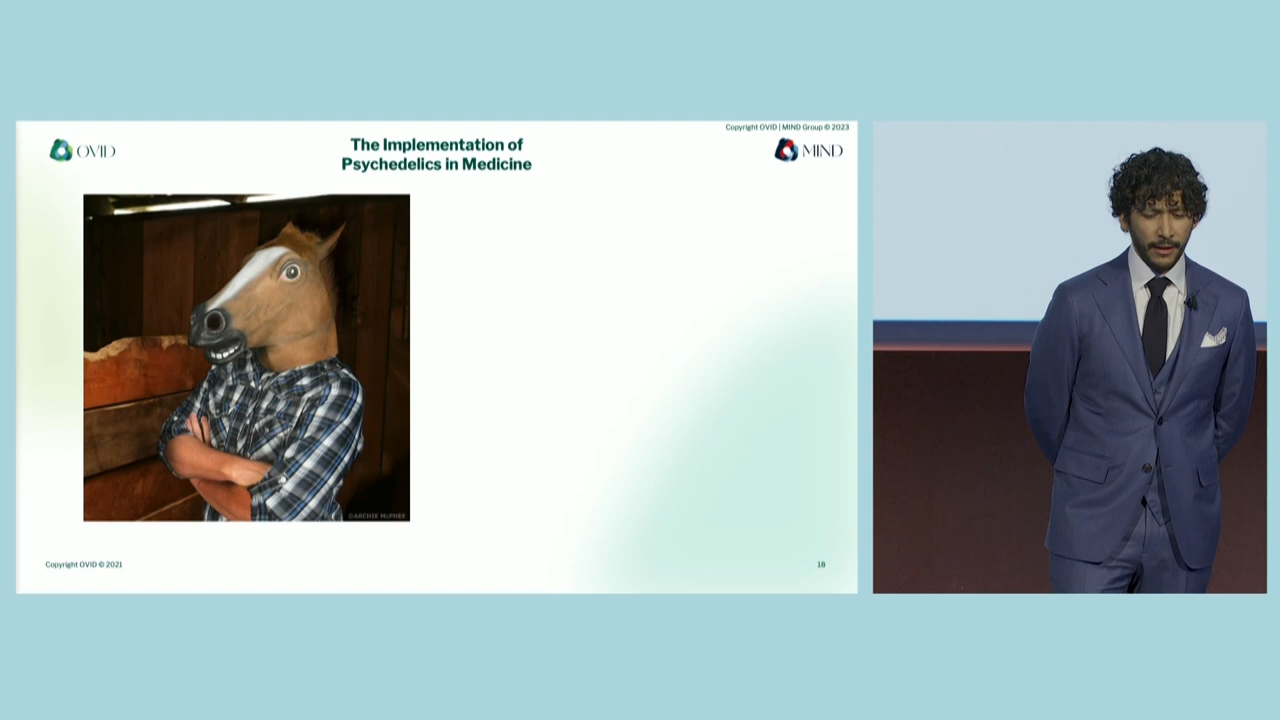 Copyright OVID | MIND Group © 2023
OVID
The Implementation of
Psychedelics in Medicine
MIND
©ARCHIE McPHEE
Copyright OVID © 2021
18